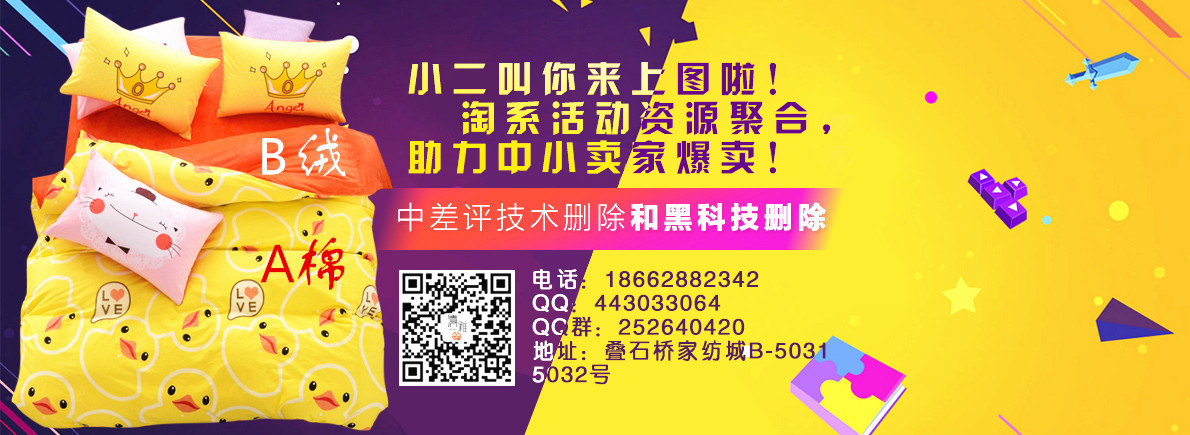 小二叫你来上图啦！
淘系活动资源聚合，
助力中小卖家爆卖！
中差评技术删除和黑科技删除
电话：18662882342
QQ：443033064
QQ群：252640420
地址：叠石桥家纺城B-5031
5032号
Angel
Angel
B绒
A棉
LOVE
LOVE
LOVE
LOVE